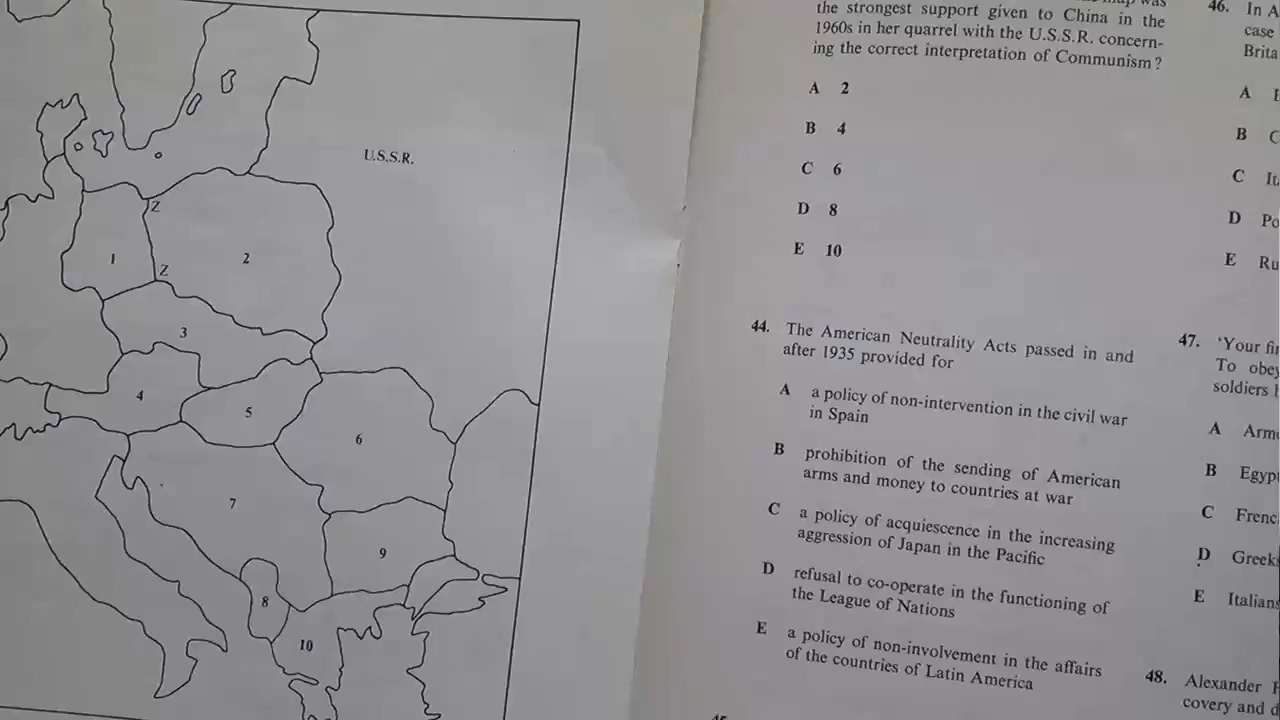 U.S.S.R.
Z
Z
1
2
3
4
5
6
7
8
9
10
map was
the strongest support given to China in the
1960s in her quarrel with the U.S.S.R. concern-
ing the correct interpretation of Communism?
A 2
B 4
C 6
D 8
E 10
44. The American Neutrality Acts passed in and
after 1935 provided for
A a policy of non-intervention in the civil war
in Spain
B prohibition of the sending of American
arms and money to countries at war
C a policy of acquiescence in the increasing
aggression of Japan in the Pacific
D refusal to co-operate in the functioning of
the League of Nations
E a policy of non-involvement in the affairs
of the countries of Latin America
46. In A
case
Brita
A
B C
C It
D Po
E Ru
47. 'Your fir
To obey
soldiers
A Arm
B Egyp
C Frenc
D Greek
E Italian
48. Alexander
covery and d